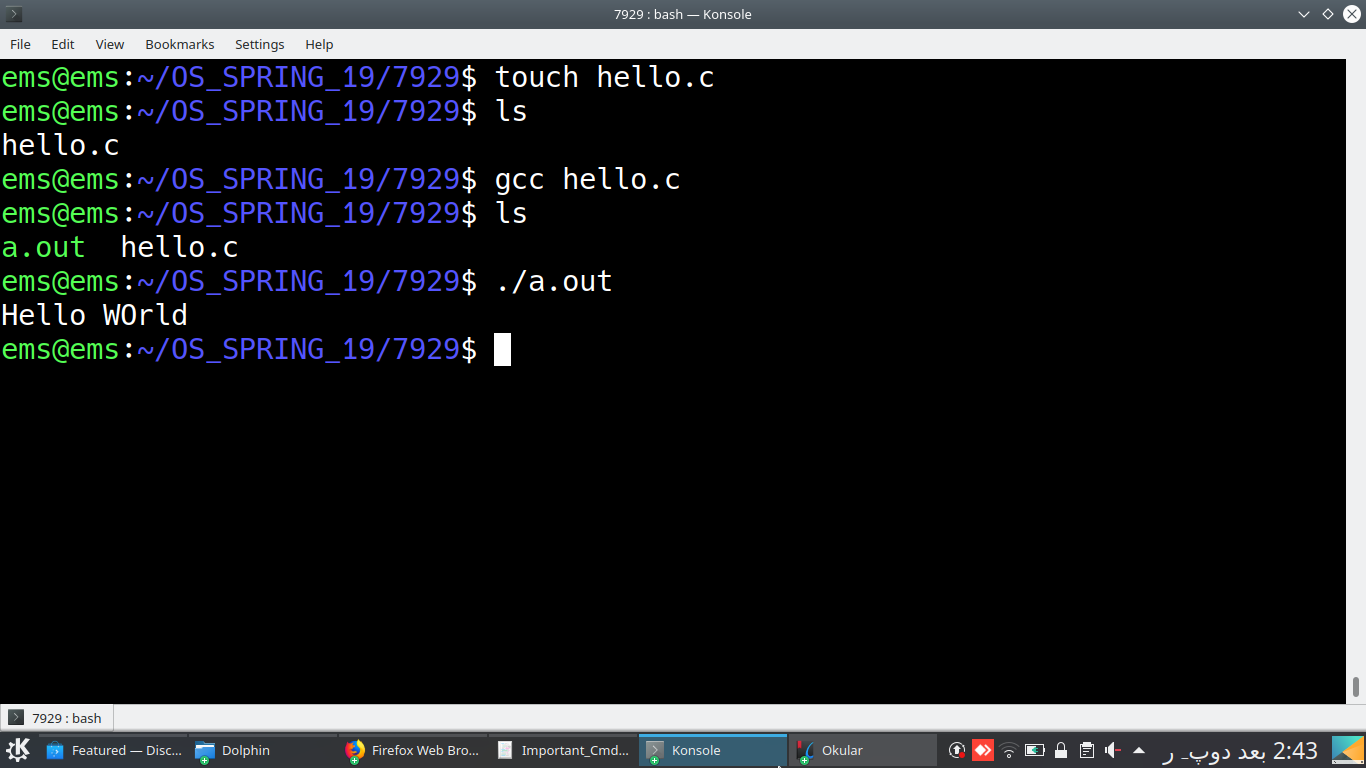 7929 : bash — Konsole
File Edit View Bookmarks Settings Help
ems@ems:~/OS_SPRING_19/7929$ touch hello.c
ems@ems:~/OS_SPRING_19/7929$ ls
hello.c
ems@ems:~/OS_SPRING_19/7929$ gcc hello.c
ems@ems:~/OS_SPRING_19/7929$ ls
a.out  hello.c
ems@ems:~/OS_SPRING_19/7929$ ./a.out
Hello WOrld
ems@ems:~/OS_SPRING_19/7929$
7929 : bash
Featured — Disc... Dolphin Firefox Web Bro... Important_Cmd... Konsole Okular 2:43 بعد دوپہر